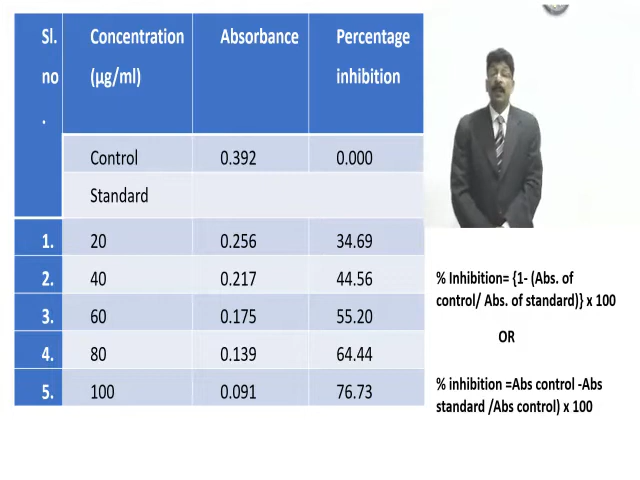 Sl. no . Concentration (µg/ml) Absorbance Percentage inhibition
Control 0.392 0.000
Standard
1. 20 0.256 34.69
2. 40 0.217 44.56
3. 60 0.175 55.20
4. 80 0.139 64.44
5. 100 0.091 76.73
% Inhibition= {1- (Abs. of
control/ Abs. of standard)} x 100
OR
% inhibition =Abs control -Abs
standard /Abs control) x 100